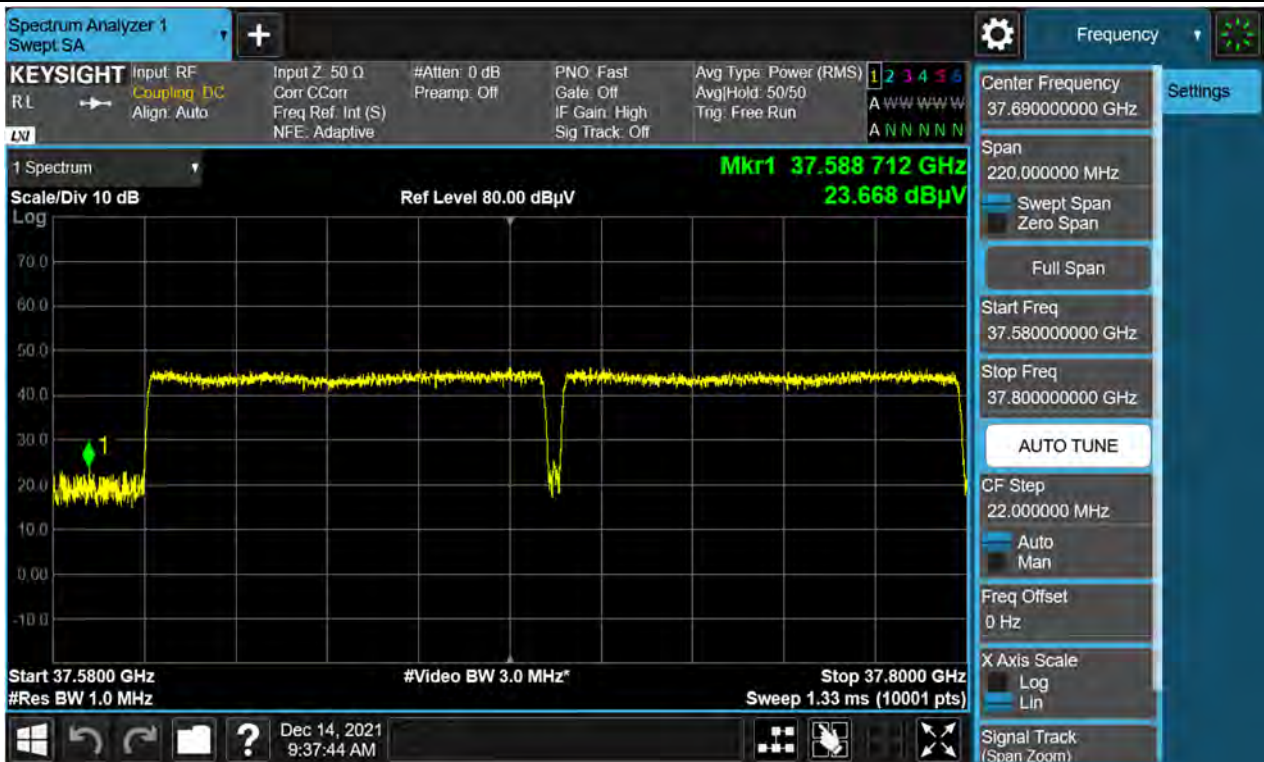 Spectrum Analyzer 1
Swept SA
+
Frequency
KEYSIGHT
RL
LXI
Input: RF
Coupling: DC
Align: Auto
Input Z: 50 Ω
Corr CCorr
Freq Ref: Int (S)
NFE: Adaptive
#Atten: 0 dB
Preamp: Off
PNO: Fast
Gate: Off
IF Gain: High
Sig Track: Off
Avg Type: Power (RMS)
Avg|Hold: 50/50
Trig: Free Run
1 2 3 4 5 6
A W W W W W
A N N N N N
1 Spectrum
Scale/Div 10 dB
Ref Level 80.00 dBµV
Mkr1 37.588 712 GHz
23.668 dBµV
Log
70.0
60.0
50.0
40.0
30.0
20.0
10.0
0.00
-10.0
1
Start 37.5800 GHz
#Res BW 1.0 MHz
#Video BW 3.0 MHz*
Stop 37.8000 GHz
Sweep 1.33 ms (10001 pts)
?
Dec 14, 2021
9:37:44 AM
Center Frequency
37.690000000 GHz
Span
220.000000 MHz
Swept Span
Zero Span
Full Span
Start Freq
37.580000000 GHz
Stop Freq
37.800000000 GHz
AUTO TUNE
CF Step
22.000000 MHz
Auto
Man
Freq Offset
0 Hz
X Axis Scale
Log
Lin
Signal Track
(Span Zoom)
Settings